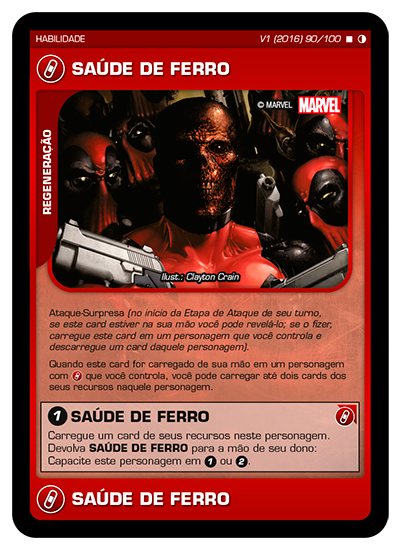 HABILIDADE
V1 (2016) 90/100
SAÚDE DE FERRO
© MARVEL MARVEL
REGENERAÇÃO
Ilust.: Clayton Crain
Ataque-Surpresa (no início da Etapa de Ataque de seu turno,
se este card estiver na sua mão você pode revelá-lo; se o fizer,
carregue este card em um personagem que você controla e
descarregue um card daquele personagem).
Quando este card for carregado de sua mão em um personagem
com que você controla, você pode carregar até dois cards dos
seus recursos naquele personagem.
1 SAÚDE DE FERRO
Carregue um card de seus recursos neste personagem.
Devolva SAÚDE DE FERRO para a mão de seu dono:
Capacite este personagem em 1 ou 2.
SAÚDE DE FERRO